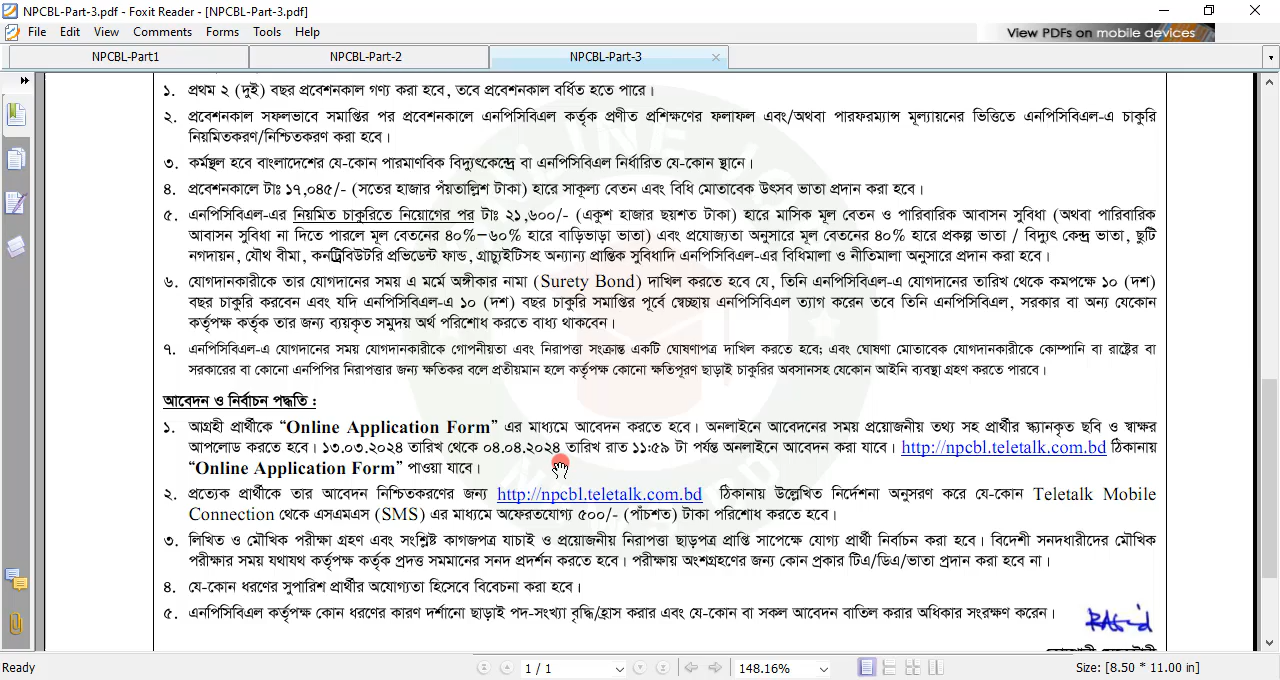 NPCBL-Part-3.pdf - Foxit Reader - [NPCBL-Part-3.pdf]
File Edit View Comments Forms Tools Help
View PDFs on mobile devices
NPCBL-Part1 NPCBL-Part-2 NPCBL-Part-3
১. প্রথম ২ (দুই) বছর প্রবেশনকাল গণ্য করা হবে, তবে প্রবেশনকাল বর্ধিত হতে পারে।
২. প্রবেশনকাল সফলভাবে সমাপ্তির পর প্রবেশনকালে এনপিসিবিএল কর্তৃক প্রণীত প্রশিক্ষণের ফলাফল এবং/অথবা পারফরম্যান্স মূল্যায়নের ভিত্তিতে এনপিসিবিএল-এ চাকুরি
নিয়মিতকরণ/নিশ্চিতকরণ করা হবে।
৩. কর্মস্থল হবে বাংলাদেশের যে-কোন পারমাণবিক বিদ্যুৎকেন্দ্রে বা এনপিসিবিএল নির্ধারিত যে-কোন স্থানে।
৪. প্রবেশনকালে টাঃ ১৭,০৪৫/- (সতের হাজার পঁয়তাল্লিশ টাকা) হারে সাকূল্য বেতন এবং বিধি মোতাবেক উৎসব ভাতা প্রদান করা হবে।
৫. এনপিসিবিএল-এর নিয়মিত চাকুরিতে নিয়োগের পর টাঃ ২১,৬০০/- (একুশ হাজার ছয়শত টাকা) হারে মাসিক মূল বেতন ও পারিবারিক আবাসন সুবিধা (অথবা পারিবারিক
আবাসন সুবিধা না দিতে পারলে মূল বেতনের ৪০%–৬০% হারে বাড়িভাড়া ভাতা) এবং প্রযোজ্যতা অনুসারে মূল বেতনের ৪০% হারে প্রকল্প ভাতা / বিদ্যুৎ কেন্দ্র ভাতা, ছুটি
নগদায়ন, যৌথ বীমা, কনট্রিবিউটরি প্রভিডেন্ট ফান্ড, গ্রাচ্যুইটিসহ অন্যান্য প্রান্তিক সুবিধাদি এনপিসিবিএল-এর বিধিমালা ও নীতিমালা অনুসারে প্রদান করা হবে।
৬. যোগদানকারীকে তার যোগদানের সময় এ মর্মে অঙ্গীকার নামা (Surety Bond) দাখিল করতে হবে যে, তিনি এনপিসিবিএল-এ যোগদানের তারিখ থেকে কমপক্ষে ১০ (দশ)
বছর চাকুরি করবেন এবং যদি এনপিসিবিএল-এ ১০ (দশ) বছর চাকুরি সমাপ্তির পূর্বে স্বেচ্ছায় এনপিসিবিএল ত্যাগ করেন তবে তিনি এনপিসিবিএল, সরকার বা অন্য যেকোন
কর্তৃপক্ষ কর্তৃক তার জন্য ব্যয়কৃত সমুদয় অর্থ পরিশোধ করতে বাধ্য থাকবেন।
৭. এনপিসিবিএল-এ যোগদানের সময় যোগদানকারীকে গোপনীয়তা এবং নিরাপত্তা সংক্রান্ত একটি ঘোষণাপত্র দাখিল করতে হবে; এবং ঘোষণা মোতাবেক যোগদানকারীকে কোম্পানি বা রাষ্ট্রের বা
সরকারের বা কোনো এনপিপির নিরাপত্তার জন্য ক্ষতিকর বলে প্রতীয়মান হলে কর্তৃপক্ষ কোনো ক্ষতিপূরণ ছাড়াই চাকুরির অবসানসহ যেকোন আইনি ব্যবস্থা গ্রহণ করতে পারবে।
আবেদন ও নির্বাচন পদ্ধতি :
১. আগ্রহী প্রার্থীকে “Online Application Form” এর মাধ্যমে আবেদন করতে হবে। অনলাইনে আবেদনের সময় প্রয়োজনীয় তথ্য সহ প্রার্থীর স্ক্যানকৃত ছবি ও স্বাক্ষর
আপলোড করতে হবে। ১৩.০৩.২০২৪ তারিখ থেকে ০৪.০৪.২০২৪ তারিখ রাত ১১:৫৯ টা পর্যন্ত অনলাইনে আবেদন করা যাবে। http://npcbl.teletalk.com.bd ঠিকানায়
“Online Application Form” পাওয়া যাবে।
২. প্রত্যেক প্রার্থীকে তার আবেদন নিশ্চিতকরণের জন্য http://npcbl.teletalk.com.bd ঠিকানায় উল্লেখিত নির্দেশনা অনুসরণ করে যে-কোন Teletalk Mobile
Connection থেকে এসএমএস (SMS) এর মাধ্যমে অফেরতযোগ্য ৫০০/- (পাঁচশত) টাকা পরিশোধ করতে হবে।
৩. লিখিত ও মৌখিক পরীক্ষা গ্রহণ এবং সংশ্লিষ্ট কাগজপত্র যাচাই ও প্রয়োজনীয় নিরাপত্তা ছাড়পত্র প্রাপ্তি সাপেক্ষে যোগ্য প্রার্থী নির্বাচন করা হবে। বিদেশী সনদধারীদের মৌখিক
পরীক্ষার সময় যথাযথ কর্তৃপক্ষ কর্তৃক প্রদত্ত সমমানের সনদ প্রদর্শন করতে হবে। পরীক্ষায় অংশগ্রহণের জন্য কোন প্রকার টিএ/ডিএ/ভাতা প্রদান করা হবে না।
৪. যে-কোন ধরণের সুপারিশ প্রার্থীর অযোগ্যতা হিসেবে বিবেচনা করা হবে।
৫. এনপিসিবিএল কর্তৃপক্ষ কোন ধরণের কারণ দর্শানো ছাড়াই পদ-সংখ্যা বৃদ্ধি/হ্রাস করার এবং যে-কোন বা সকল আবেদন বাতিল করার অধিকার সংরক্ষণ করেন।
Ready 1 / 1 148.16% Size: [8.50 * 11.00 in]